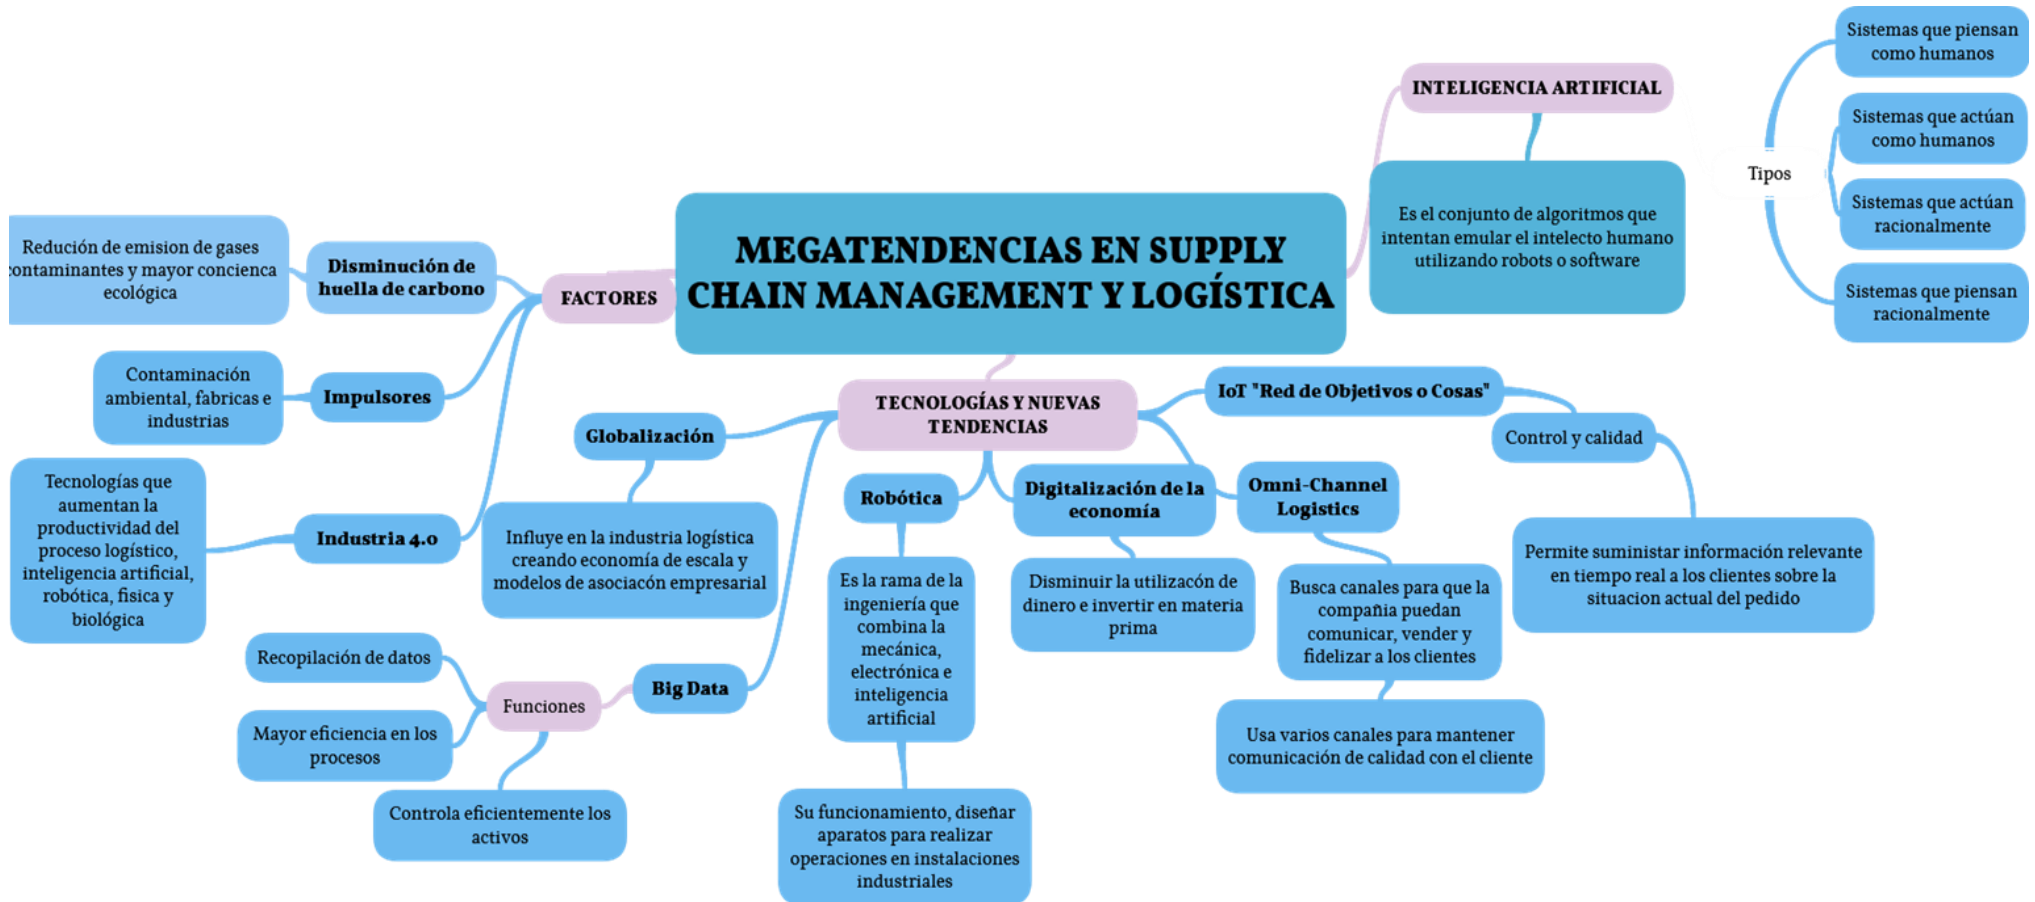 MEGATENDENCIAS EN SUPPLY
CHAIN MANAGEMENT Y LOGÍSTICA
FACTORES
Disminución de
huella de carbono
Redución de emision de gases
contaminantes y mayor concienca
ecológica
Impulsores
Contaminación
ambiental, fabricas e
industrias
Industria 4.0
Tecnologías que
aumentan la
productividad del
proceso logístico,
inteligencia artificial,
robótica, fisica y
biológica
INTELIGENCIA ARTIFICIAL
Es el conjunto de algoritmos que
intentan emular el intelecto humano
utilizando robots o software
Tipos
Sistemas que piensan
como humanos
Sistemas que actúan
como humanos
Sistemas que actúan
racionalmente
Sistemas que piensan
racionalmente
TECNOLOGÍAS Y NUEVAS
TENDENCIAS
Globalización
Influye en la industria logística
creando economía de escala y
modelos de asociacón empresarial
Big Data
Funciones
Recopilación de datos
Mayor eficiencia en los
procesos
Controla eficientemente los
activos
Robótica
Es la rama de la
ingeniería que
combina la
mecánica,
electrónica e
inteligencia
artificial
Su funcionamiento, diseñar
aparatos para realizar
operaciones en instalaciones
industriales
Digitalización de la
economía
Disminuir la utilizacón de
dinero e invertir en materia
prima
Omni-Channel
Logistics
Busca canales para que la
compañia puedan
comunicar, vender y
fidelizar a los clientes
Usa varios canales para mantener
comunicación de calidad con el cliente
IoT "Red de Objetivos o Cosas"
Control y calidad
Permite suministar información relevante
en tiempo real a los clientes sobre la
situacion actual del pedido